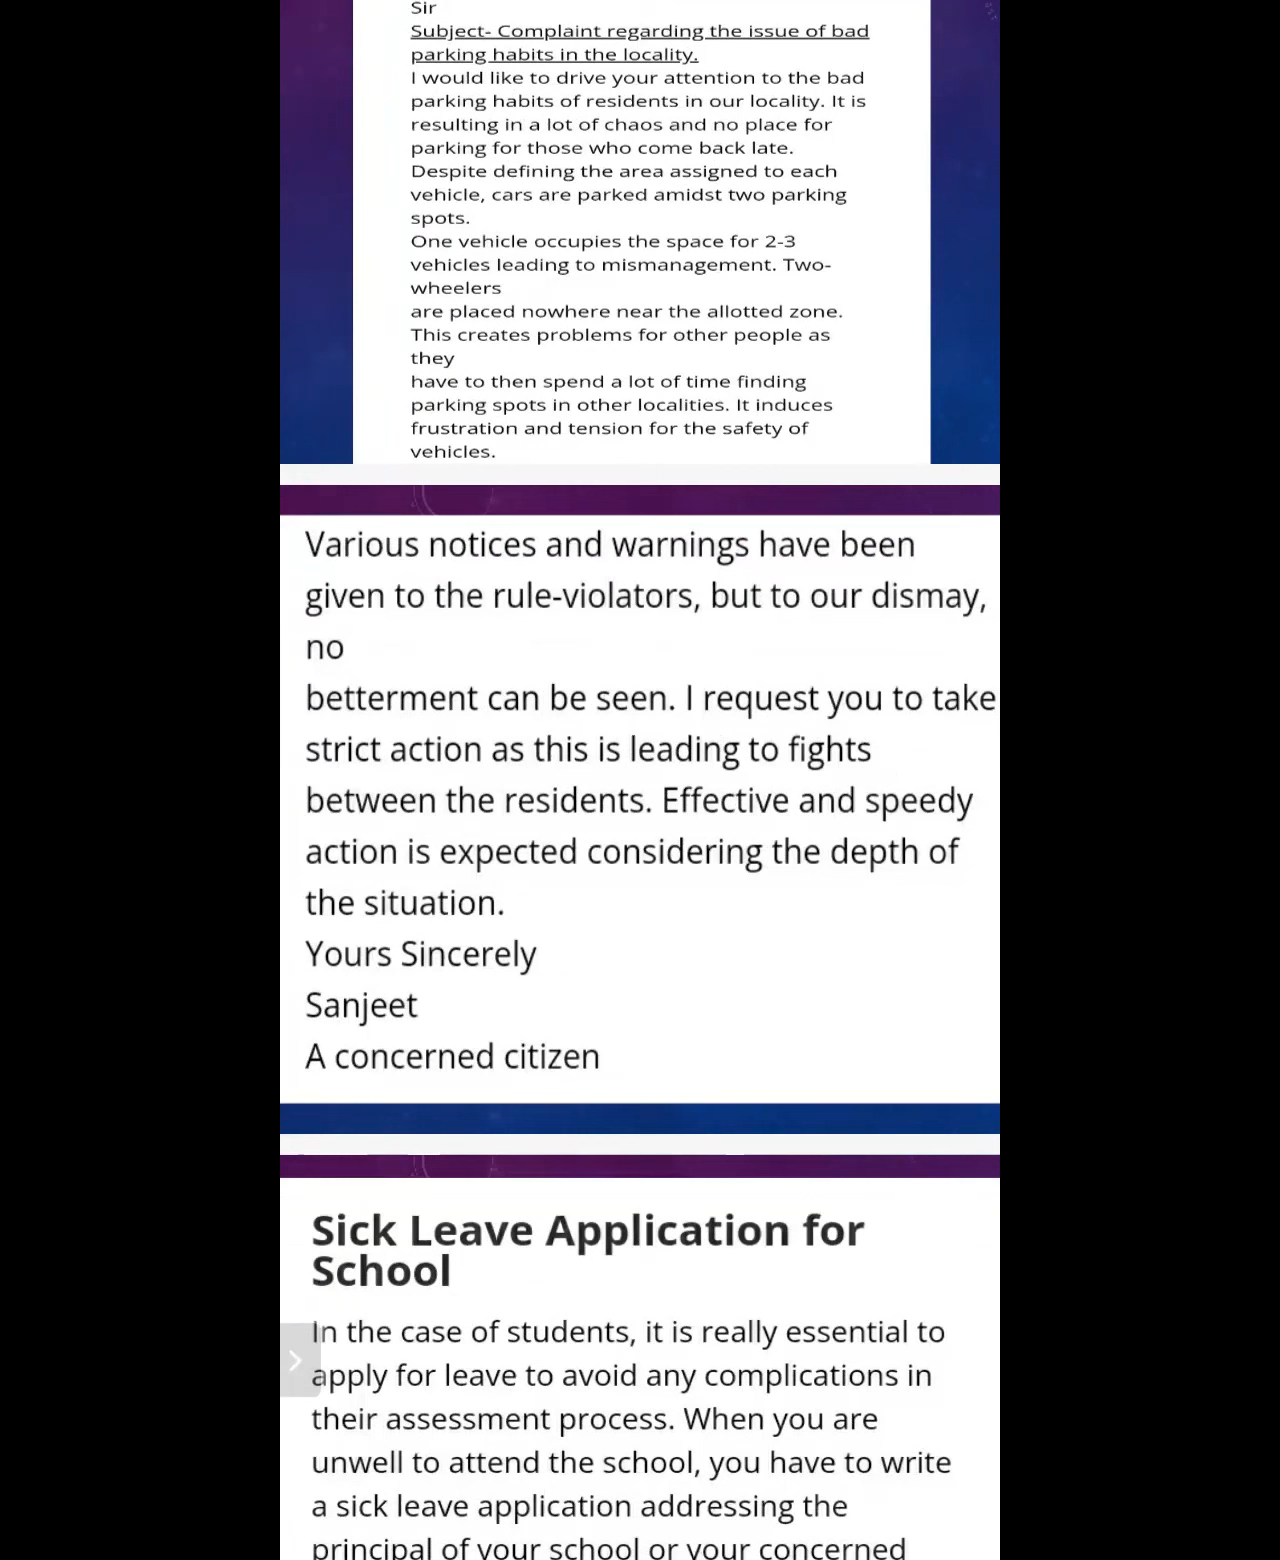 Sir
Subject- Complaint regarding the issue of bad
parking habits in the locality.
I would like to drive your attention to the bad
parking habits of residents in our locality. It is
resulting in a lot of chaos and no place for
parking for those who come back late.
Despite defining the area assigned to each
vehicle, cars are parked amidst two parking
spots.
One vehicle occupies the space for 2-3
vehicles leading to mismanagement. Two-
wheelers
are placed nowhere near the allotted zone.
This creates problems for other people as
they
have to then spend a lot of time finding
parking spots in other localities. It induces
frustration and tension for the safety of
vehicles.
Various notices and warnings have been
given to the rule-violators, but to our dismay,
no
betterment can be seen. I request you to take
strict action as this is leading to fights
between the residents. Effective and speedy
action is expected considering the depth of
the situation.
Yours Sincerely
Sanjeet
A concerned citizen
Sick Leave Application for
School
In the case of students, it is really essential to
apply for leave to avoid any complications in
their assessment process. When you are
unwell to attend the school, you have to write
a sick leave application addressing the
principal of your school or your concerned